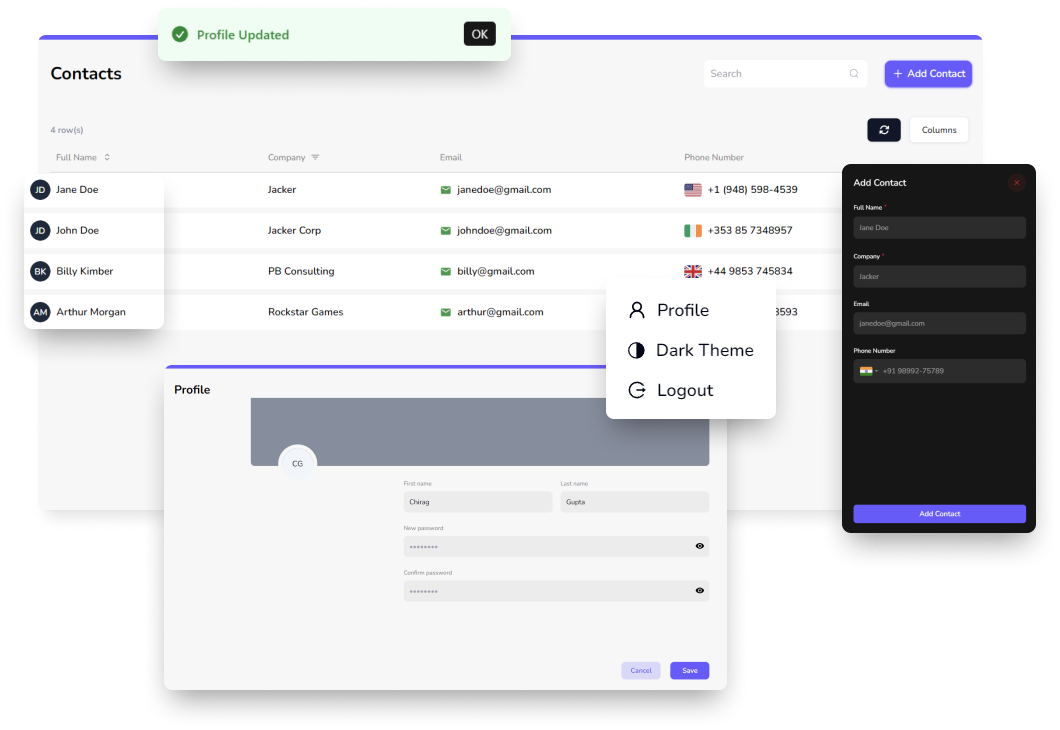 Profile Updated
OK
Contacts
Search
+ Add Contact
4 row(s)
Columns
Full Name
Company
Email
Phone Number
JD Jane Doe
Jacker
janedoe@gmail.com
+1 (948) 598-4539
JD John Doe
Jacker Corp
johndoe@gmail.com
+353 85 7348957
BK Billy Kimber
PB Consulting
billy@gmail.com
+44 9853 745834
AM Arthur Morgan
Rockstar Games
arthur@gmail.com
3593
Profile
Dark Theme
Logout
Add Contact
Full Name *
Jane Doe
Company *
Jacker
Email
janedoe@gmail.com
Phone Number
+91 98992-75789
Add Contact
Profile
CG
First name
Last name
Chirag
Gupta
New password
Confirm password
Cancel
Save